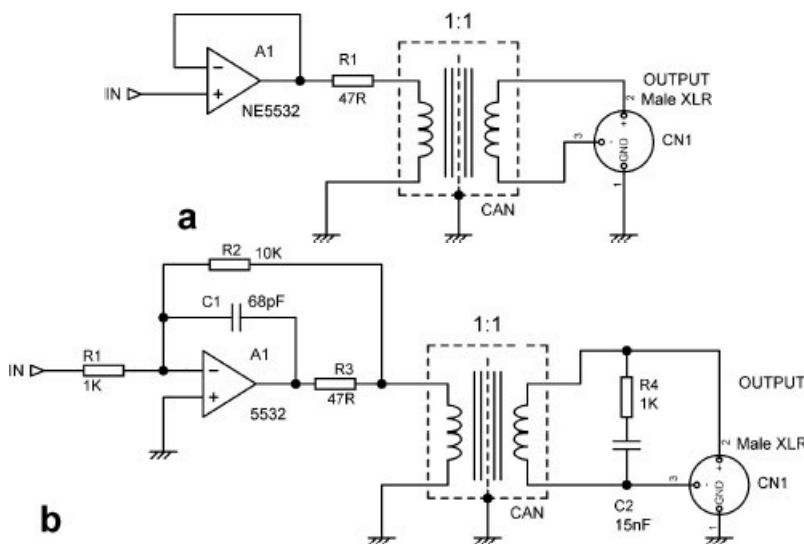 1:1
A1
R1
IN
47R
NE5532
OUTPUT
Male XLR
2
+
3
-
GND
1
CN1
CAN
a
R2 10K
C1 68pF
1:1
A1
IN
R1
1K
R3
47R
5532
R4
1K
OUTPUT
Male XLR
2
+
3
-
GND
1
CN1
C2
15nF
CAN
b